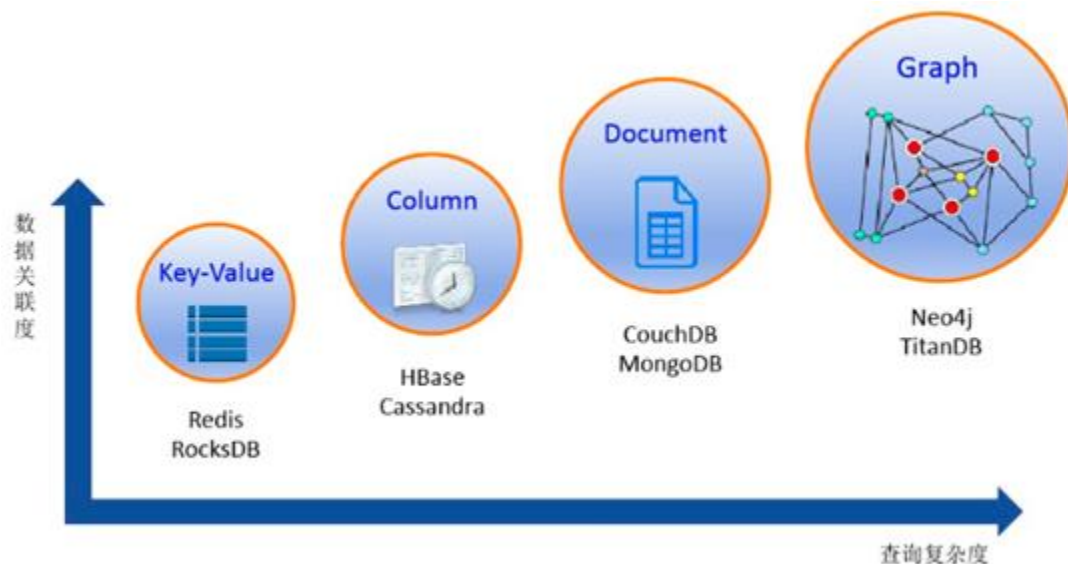 数据关联度
Key-Value
Redis
RocksDB
Column
HBase
Cassandra
Document
CouchDB
MongoDB
Graph
Neo4j
TitanDB
查询复杂度